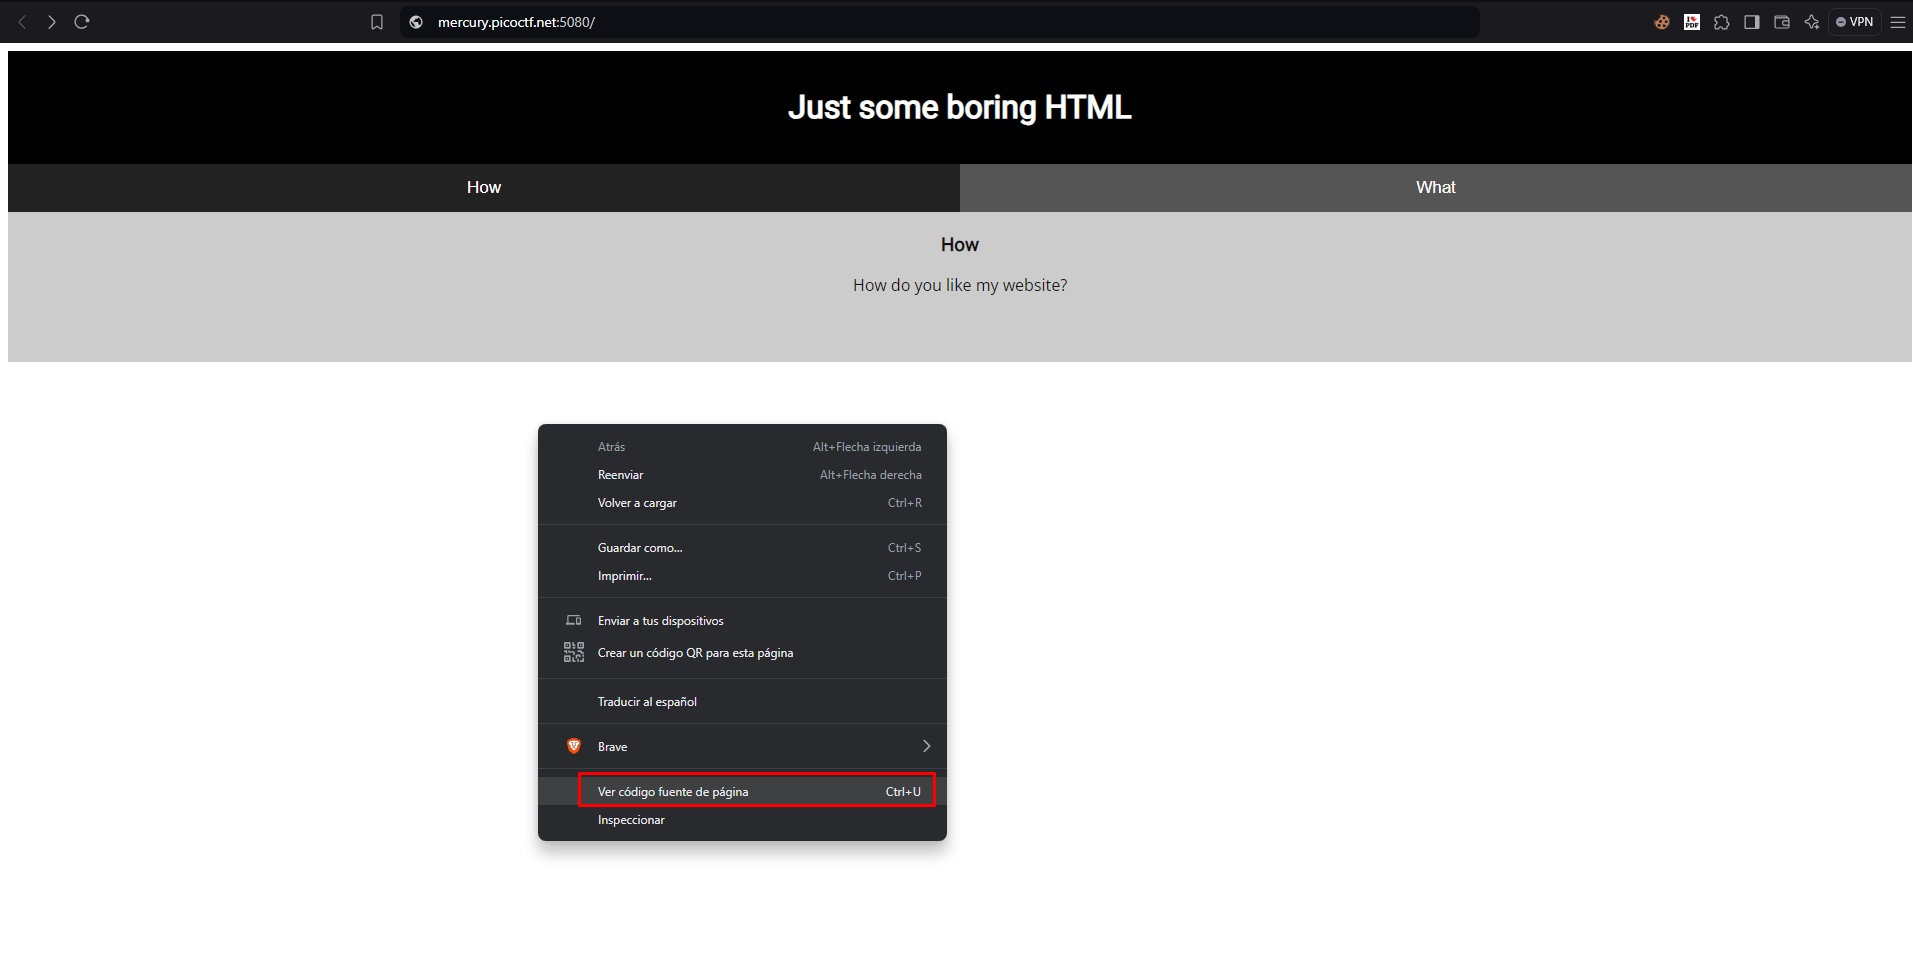 mercury.picoctf.net:5080/
I♥
PDF
VPN
Just some boring HTML
How What
How
How do you like my website?
Atrás Alt+Flecha izquierda
Reenviar Alt+Flecha derecha
Volver a cargar Ctrl+R
Guardar como... Ctrl+S
Imprimir... Ctrl+P
Enviar a tus dispositivos
Crear un código QR para esta página
Traducir al español
Brave
Ver código fuente de página Ctrl+U
Inspeccionar